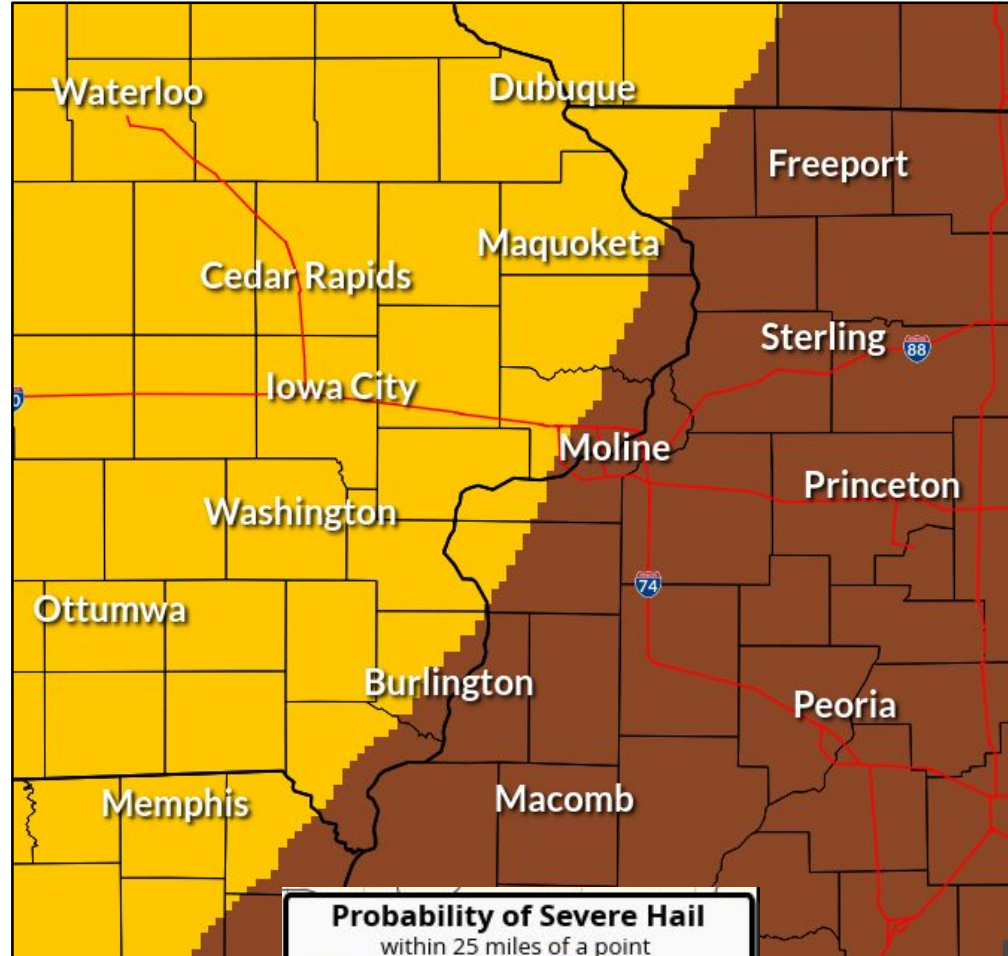 Waterloo
Dubuque
Freeport
Maquoketa
Cedar Rapids
Sterling
88
Iowa City
0
Moline
Princeton
Washington
74
Ottumwa
Burlington
Peoria
Memphis
Macomb
Probability of Severe Hail
within 25 miles of a point